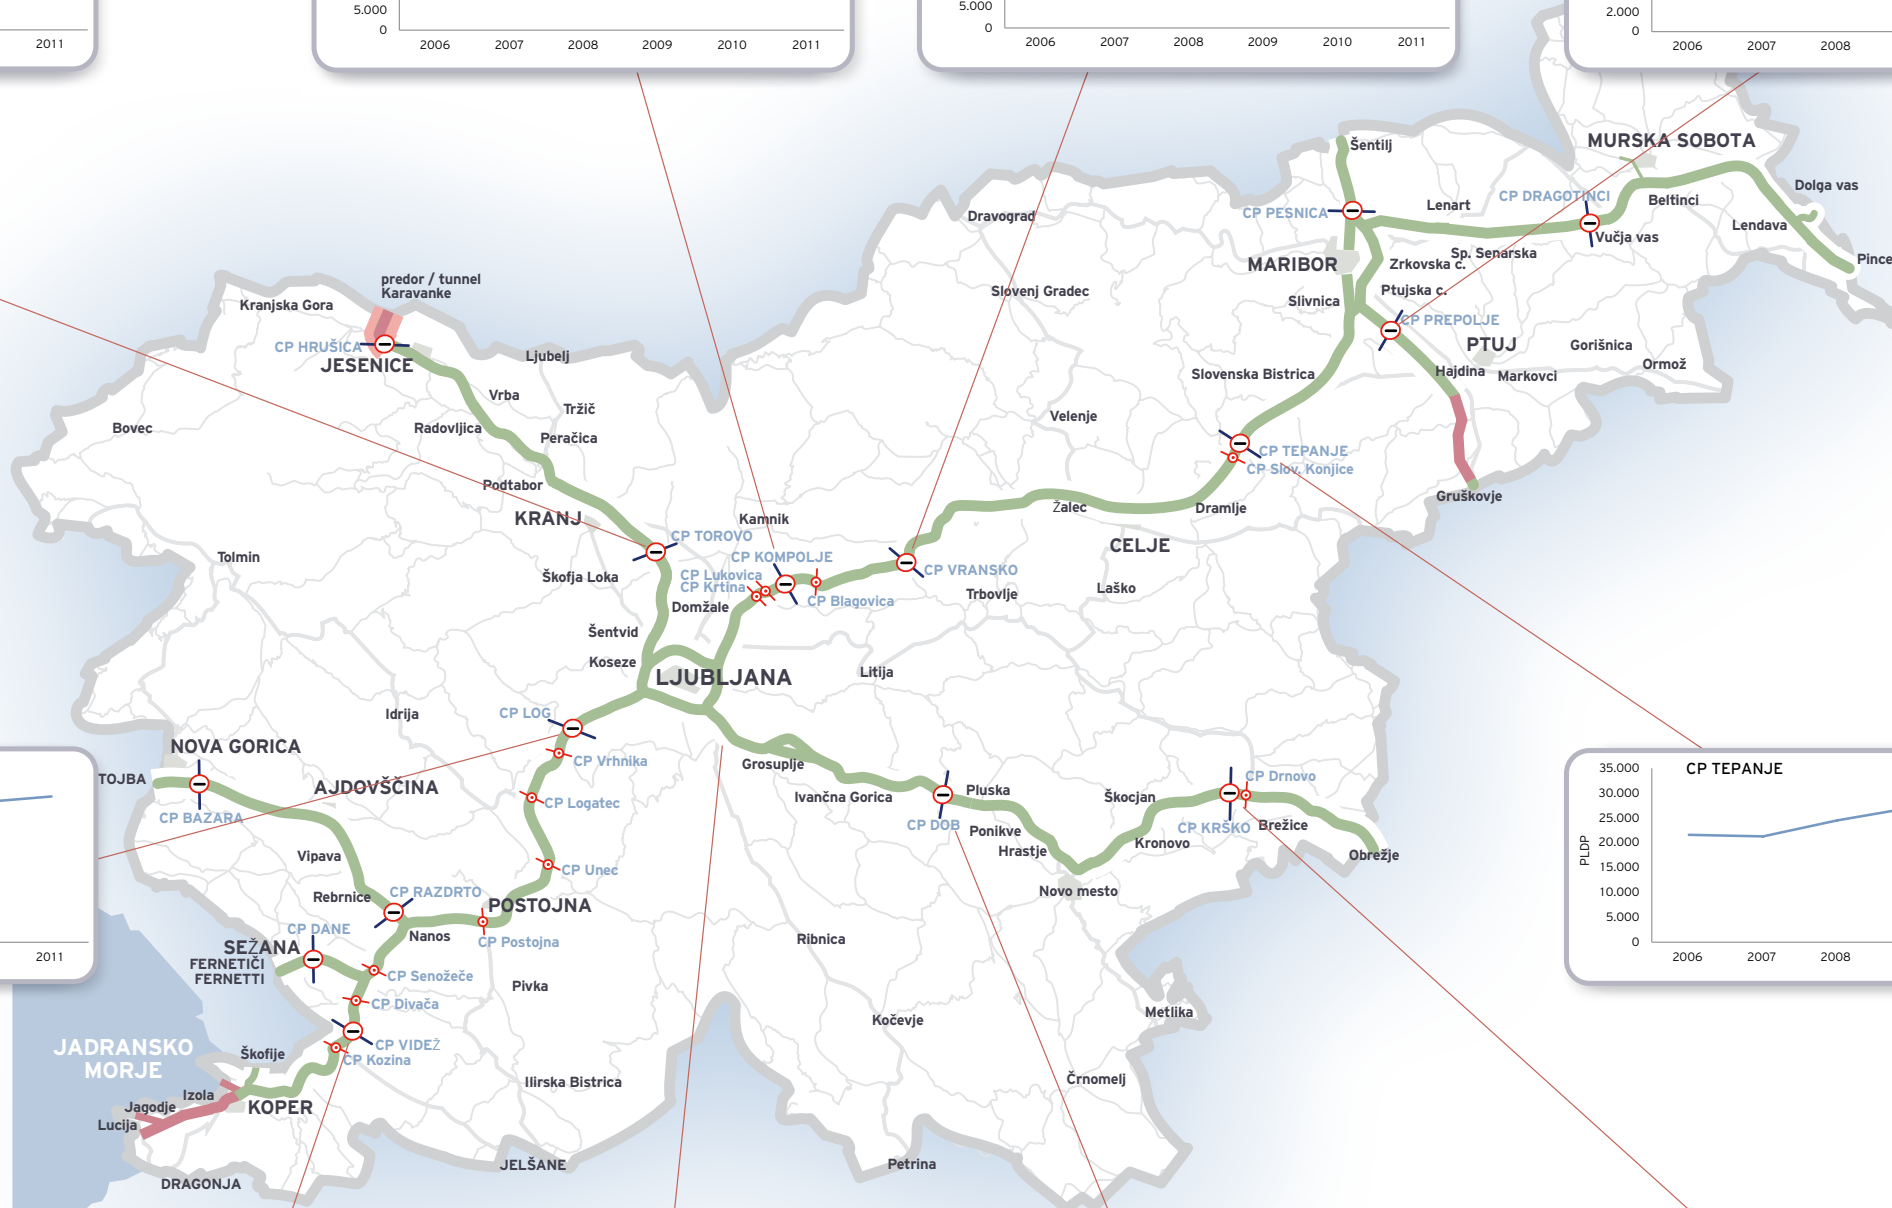 2011
5.000
0
2006 2007 2008 2009 2010 2011
5.000
0
2006 2007 2008 2009 2010 2011
2.000
0
2006 2007 2008
Šentilj
MURSKA SOBOTA
CP DRAGOTINCI
Dolga vas
Lenart
Beltinci
CP PESNICA
Dravograd
Lendava
Vučja vas
Sp. Senarska
Zrkovska c.
MARIBOR
Pince
predor / tunnel
Karavanke
Kranjska Gora
Slovenj Gradec
Ptujska c.
Slivnica
CP PREPOLJE
CP HRUŠICA
JESENICE
Ljubelj
PTUJ
Gorišnica
Ormož
Hajdina
Markovci
Slovenska Bistrica
Vrba
Tržič
Velenje
Bovec
Radovljica
Peračica
CP TEPANJE
CP Slov. Konjice
Podtabor
Gruškovje
Žalec
Dramlje
KRANJ
Kamnik
CP TOROVO
CELJE
CP KOMPOLJE
Tolmin
CP VRANSKO
Škofja Loka
CP Lukovica
CP Krtina
Laško
Trbovlje
CP Blagovica
Domžale
Šentvid
Koseze
LJUBLJANA
Litija
CP LOG
Idrija
NOVA GORICA
CP Vrhnika
Grosuplje
TOJBA
AJDOVŠČINA
CP Drnovo
Pluska
Ivančna Gorica
Škocjan
CP Logatec
CP BAZARA
CP DOB
CP KRŠKO
Brežice
Ponikve
Kronovo
Hrastje
Obrežje
Vipava
CP Unec
Rebrnice
CP RAZDRTO
Novo mesto
POSTOJNA
CP DANE
Nanos
CP Postojna
Ribnica
SEŽANA
FERNETIČI
FERNETTI
CP Senožeče
Pivka
CP Divača
Metlika
Kočevje
CP VIDEŽ
CP Kozina
JADRANSKO
MORJE
Škofije
Ilirska Bistrica
Črnomelj
Izola
Jagodje
KOPER
Lucija
JELŠANE
Petrina
DRAGONJA
2011
CP TEPANJE
PLDP
35.000
30.000
25.000
20.000
15.000
10.000
5.000
0
2006 2007 2008